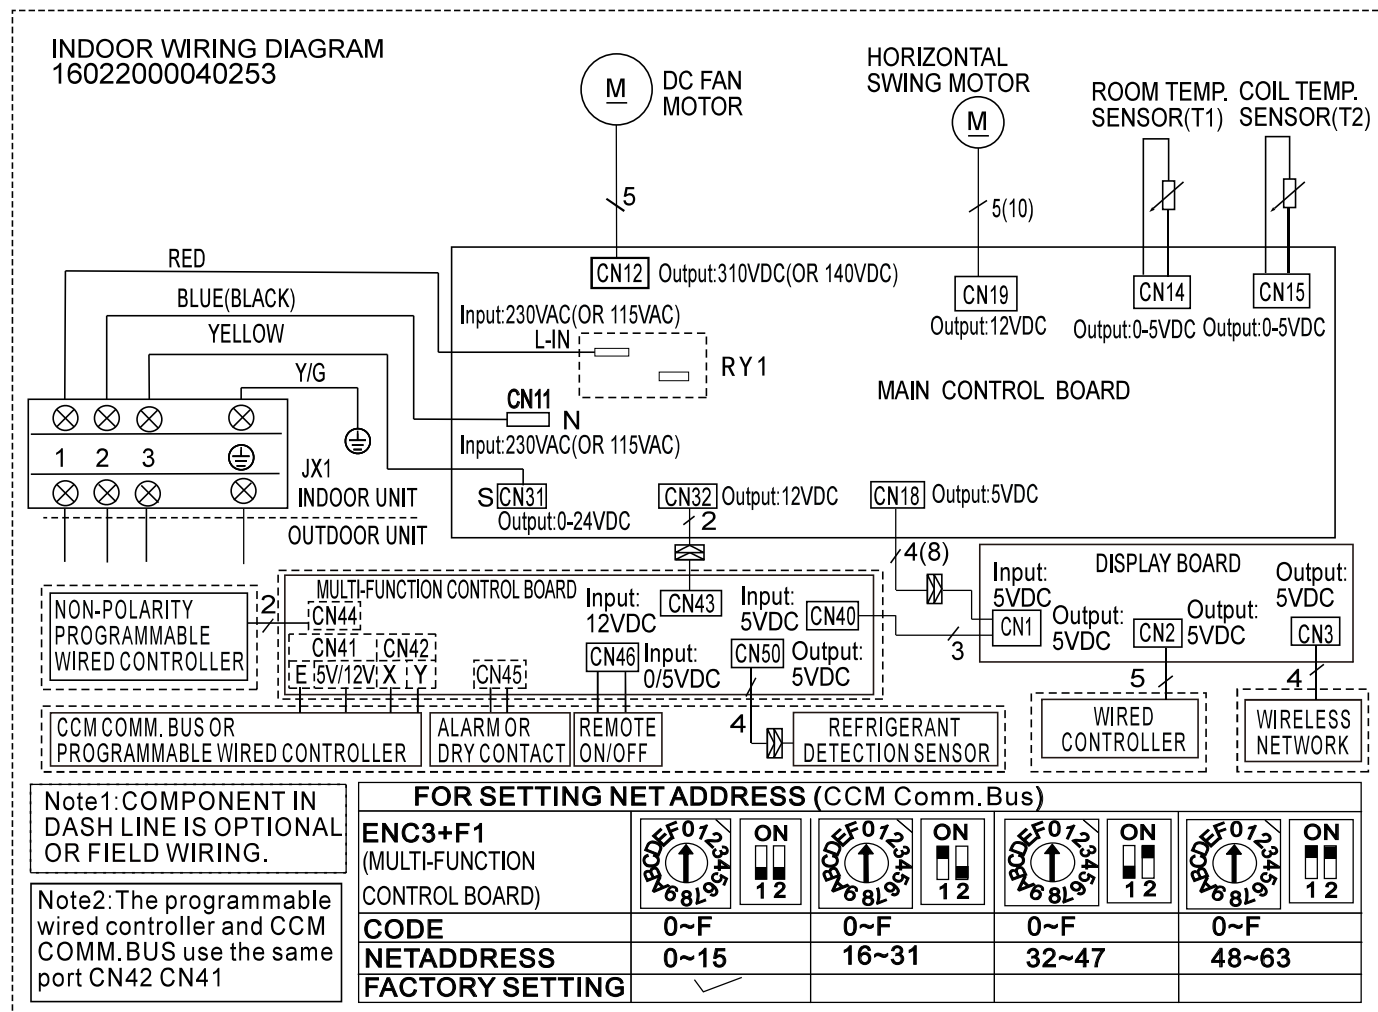 INDOOR WIRING DIAGRAM
16022000040253
M
DC FAN
MOTOR
HORIZONTAL
SWING MOTOR
M
ROOM TEMP.
SENSOR(T1)
COIL TEMP.
SENSOR(T2)
5
5(10)
RED
BLUE(BLACK)
YELLOW
Y/G
CN12 Output:310VDC(OR 140VDC)
Input:230VAC(OR 115VAC)
L-IN
RY1
CN19
Output:12VDC
CN14
Output:0-5VDC
CN15
Output:0-5VDC
MAIN CONTROL BOARD
CN11
N
Input:230VAC(OR 115VAC)
1 2 3
JX1
INDOOR UNIT
OUTDOOR UNIT
S CN31
Output:0-24VDC
CN32 Output:12VDC
2
CN18 Output:5VDC
4(8)
NON-POLARITY
PROGRAMMABLE
WIRED CONTROLLER
2
MULTI-FUNCTION CONTROL BOARD
CN44
CN41 CN42
E 5V/12V X Y
CN45
Input:
12VDC
CN43
CN46
Input:
0/5VDC
Input:
5VDC
CN40
CN50
Output:
5VDC
3
4
DISPLAY BOARD
Input:
5VDC
CN1
Output:
5VDC
CN2
Output:
5VDC
Output:
5VDC
CN3
5
4
CCM COMM. BUS OR
PROGRAMMABLE WIRED CONTROLLER
ALARM OR
DRY CONTACT
REMOTE
ON/OFF
REFRIGERANT
DETECTION SENSOR
WIRED
CONTROLLER
WIRELESS
NETWORK
Note1:COMPONENT IN
DASH LINE IS OPTIONAL
OR FIELD WIRING.
Note2:The programmable
wired controller and CCM
COMM.BUS use the same
port CN42 CN41
FOR SETTING NET ADDRESS (CCM Comm.Bus)
ENC3+F1
(MULTI-FUNCTION
CONTROL BOARD)
0123456789ABCDEF
ON
1 2
0123456789ABCDEF
ON
1 2
0123456789ABCDEF
ON
1 2
0123456789ABCDEF
ON
1 2
CODE 0~F 0~F 0~F 0~F
NETADDRESS 0~15 16~31 32~47 48~63
FACTORY SETTING